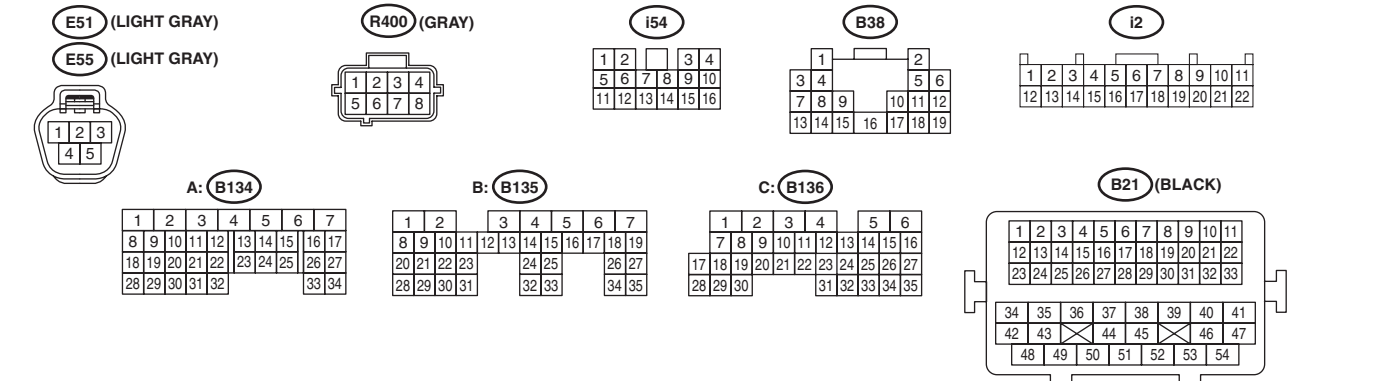 E51 (LIGHT GRAY)
E55 (LIGHT GRAY)
1 2 3
4 5
R400 (GRAY)
1 2 3 4
5 6 7 8
i54
1 2 3 4
5 6 7 8 9 10
11 12 13 14 15 16
B38
1 2
3 4 5 6
7 8 9 10 11 12
13 14 15 16 17 18 19
i2
1 2 3 4 5 6 7 8 9 10 11
12 13 14 15 16 17 18 19 20 21 22
A: B134
1 2 3 4 5 6 7
8 9 10 11 12 13 14 15 16 17
18 19 20 21 22 23 24 25 26 27
28 29 30 31 32 33 34
B: B135
1 2 3 4 5 6 7
8 9 10 11 12 13 14 15 16 17 18 19
20 21 22 23 24 25 26 27
28 29 30 31 32 33 34 35
C: B136
1 2 3 4 5 6
7 8 9 10 11 12 13 14 15 16
17 18 19 20 21 22 23 24 25 26 27
28 29 30 31 32 33 34 35
B21 (BLACK)
1 2 3 4 5 6 7 8 9 10 11
12 13 14 15 16 17 18 19 20 21 22
23 24 25 26 27 28 29 30 31 32 33
34 35 36 37 38 39 40 41
42 43 44 45 46 47
48 49 50 51 52 53 54